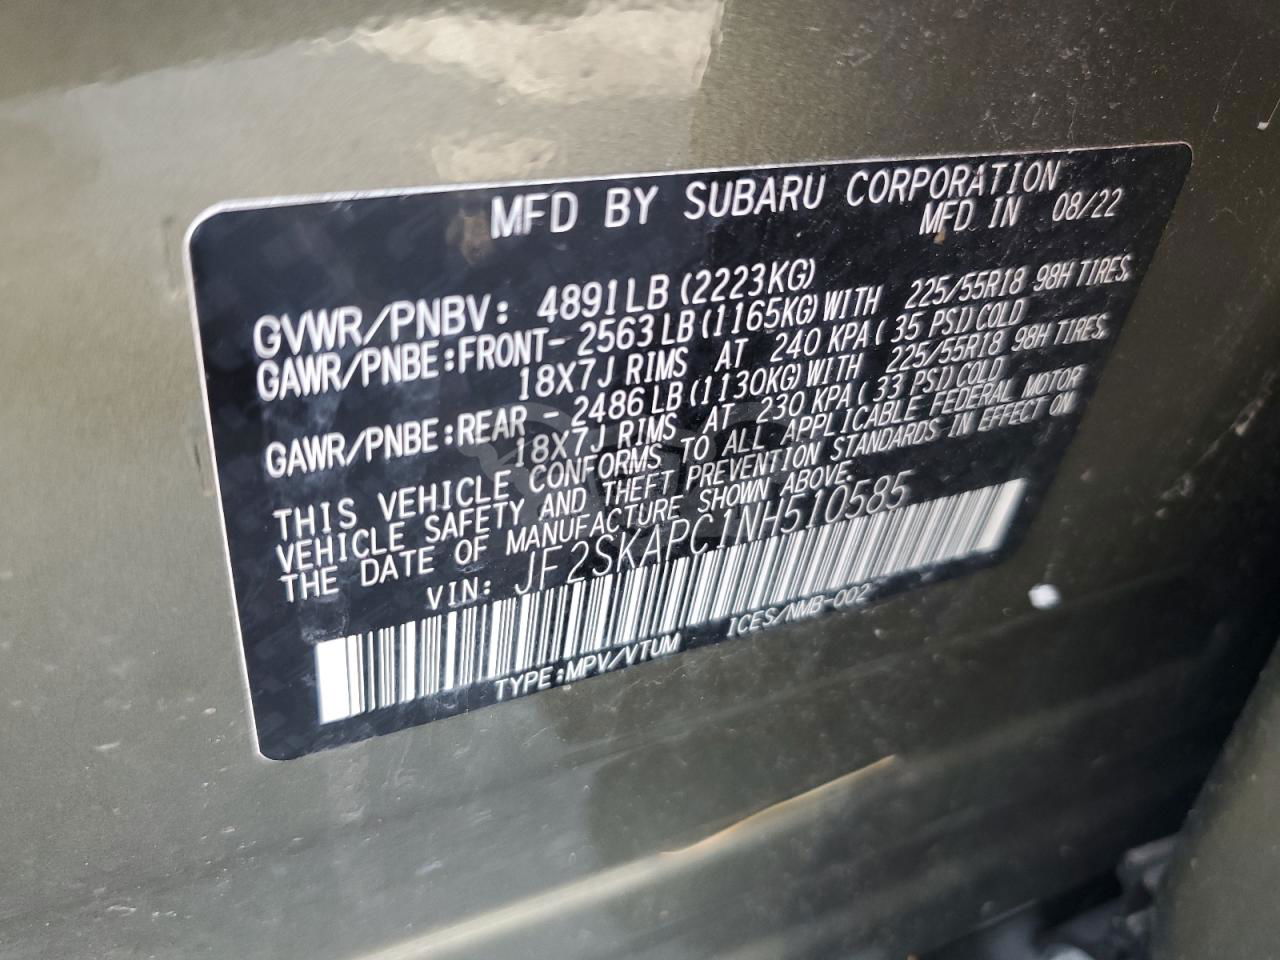 MFD BY SUBARU CORPORATION
MFD IN 08/22
GVWR/PNBV: 4891LB (2223KG)
GAWR/PNBE:FRONT- 2563 LB (1165KG) WITH 225/55R18 98H TIRES,
18X7J RIMS AT 240 KPA ( 35 PSI) COLD
GAWR/PNBE:REAR - 2486 LB (1130KG) WITH 225/55R18 98H TIRES,
18X7J RIMS AT 230 KPA ( 33 PSI) COLD
THIS VEHICLE CONFORMS TO ALL APPLICABLE FEDERAL MOTOR
VEHICLE SAFETY AND THEFT PREVENTION STANDARDS IN EFFECT ON
THE DATE OF MANUFACTURE SHOWN ABOVE.
VIN: JF2SKAPC1NH510585
TYPE:MPV/VTUM ICES/NMB-002